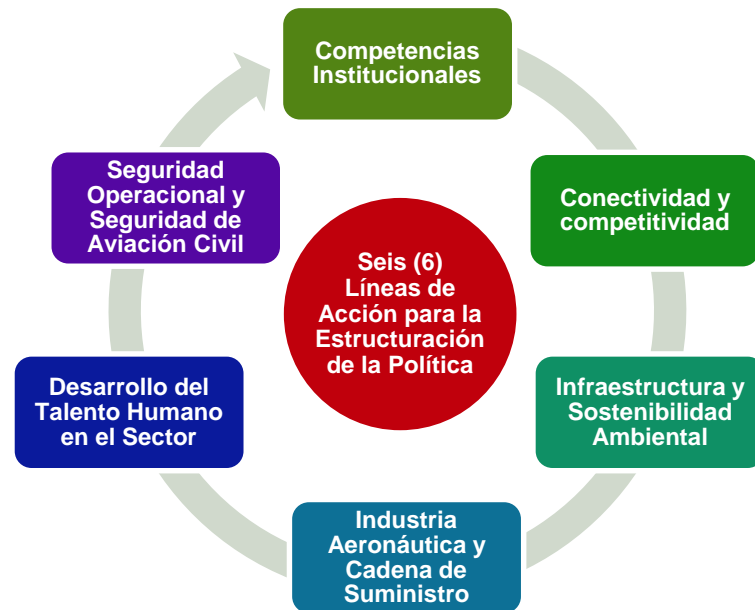 Competencias
Institucionales
Conectividad y
competitividad
Infraestructura y
Sostenibilidad
Ambiental
Industria
Aeronáutica y
Cadena de
Suministro
Desarrollo del
Talento Humano
en el Sector
Seguridad
Operacional y
Seguridad de
Aviación Civil
Seis (6)
Líneas de
Acción para la
Estructuración
de la Política